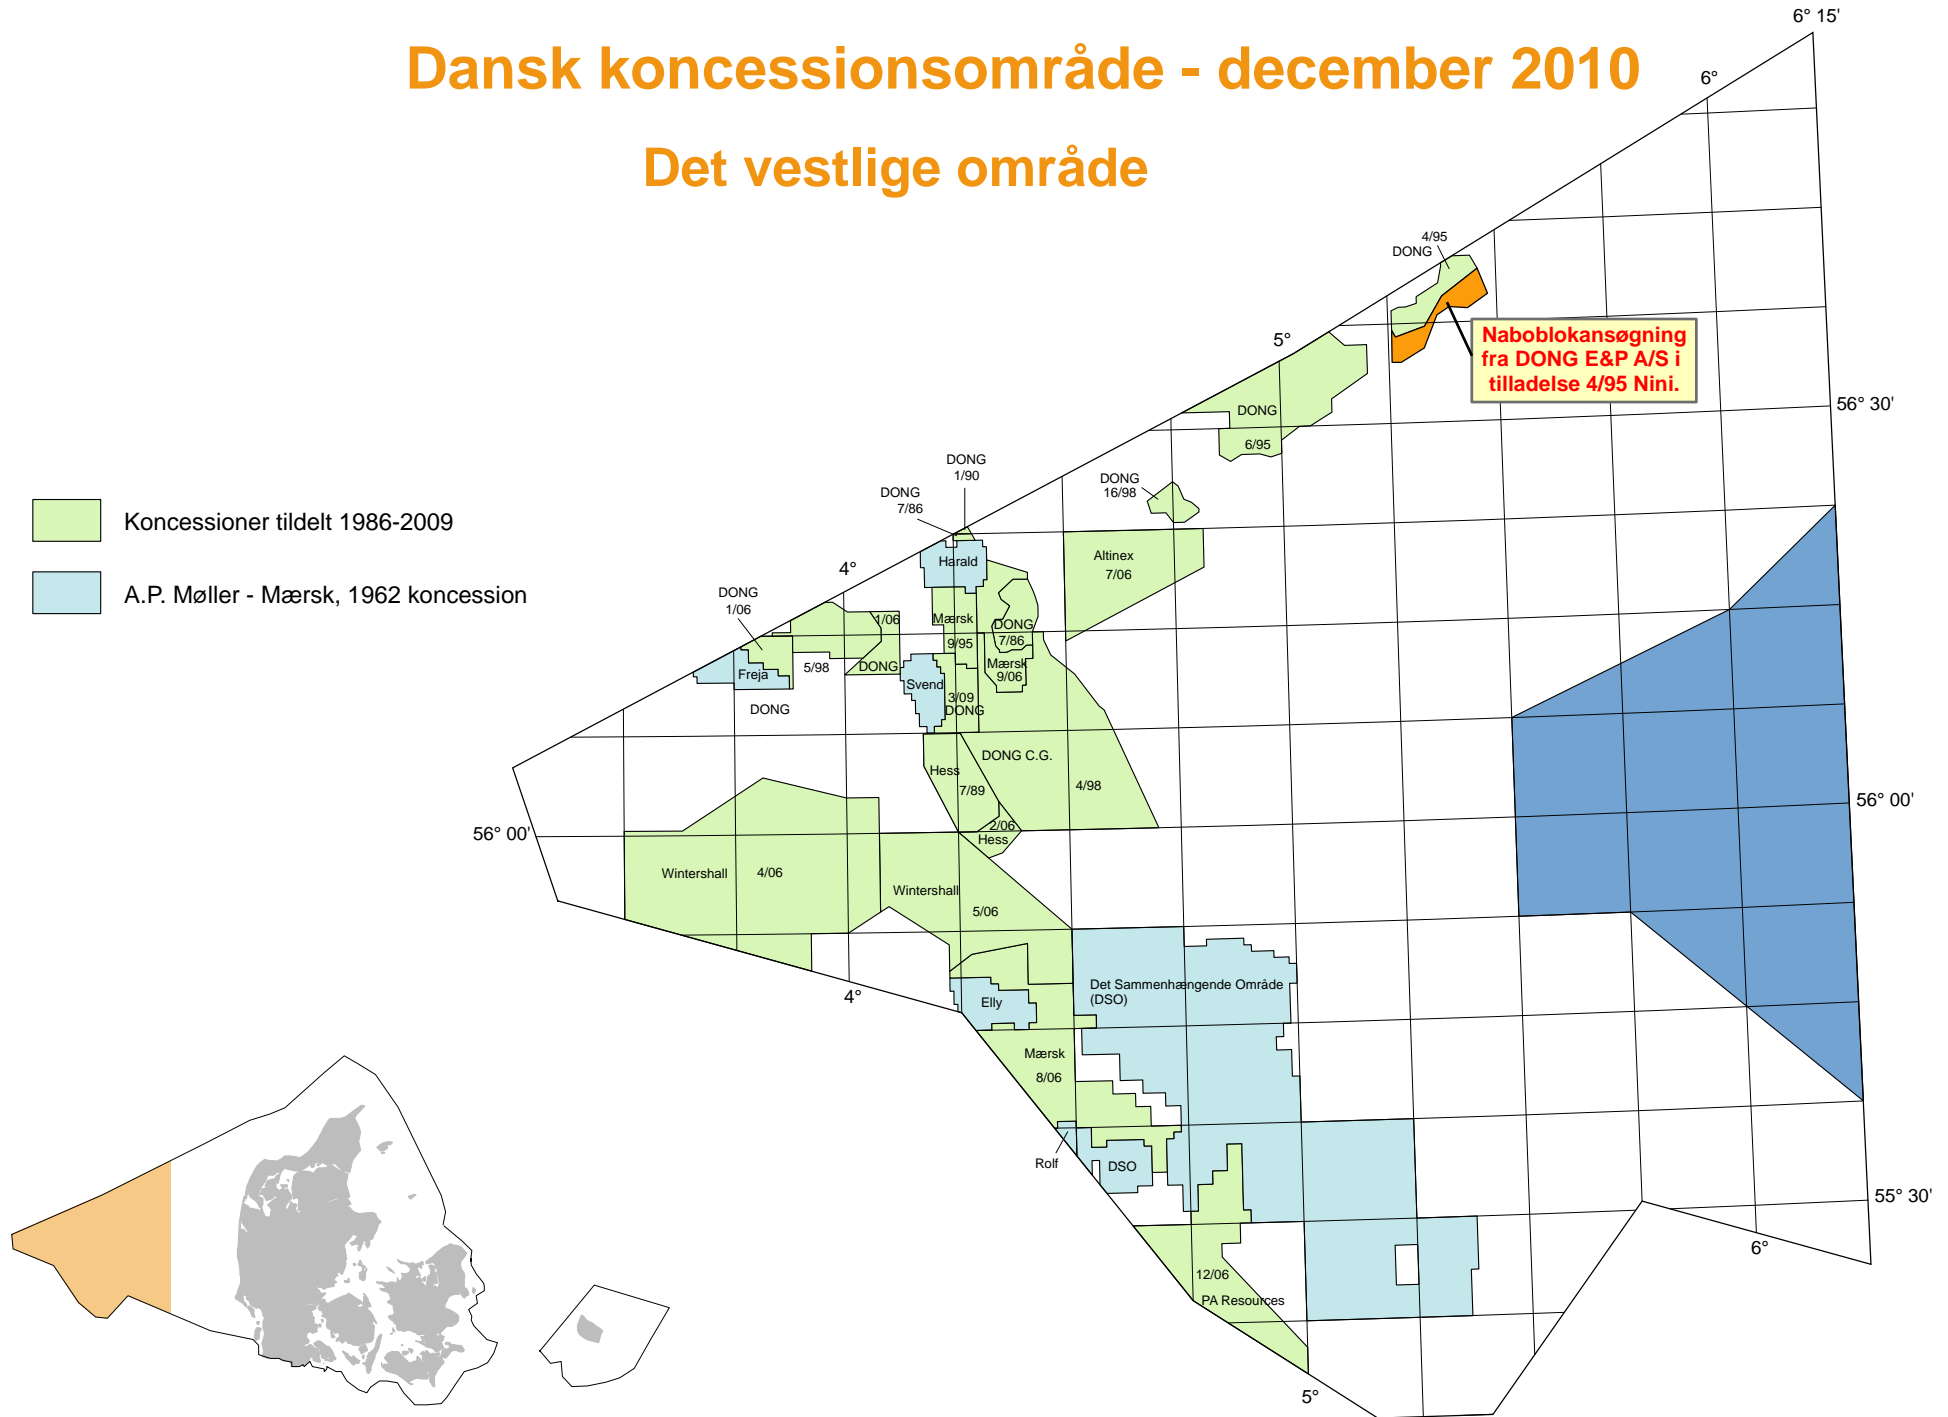 Dansk koncessionsområde - december 2010
Det vestlige område
6° 15'
6°
4/95
DONG
Naboblokansøgning
fra DONG E&P A/S i
tilladelse 4/95 Nini.
5°
56° 30'
DONG
6/95
DONG
1/90
DONG
7/86
DONG
16/98
Koncessioner tildelt 1986-2009
A.P. Møller - Mærsk, 1962 koncession
Harald
Altinex
7/06
4°
DONG
1/06
1/06
Mærsk
9/95
DONG
7/86
5/98
DONG
Mærsk
9/06
Freja
Svend
3/09
DONG
DONG
DONG C.G.
Hess
7/89
4/98
2/06
Hess
56° 00'
56° 00'
Wintershall
4/06
Wintershall
5/06
Det Sammenhængende Område
(DSO)
4°
Elly
Mærsk
8/06
Rolf
DSO
55° 30'
6°
12/06
PA Resources
5°